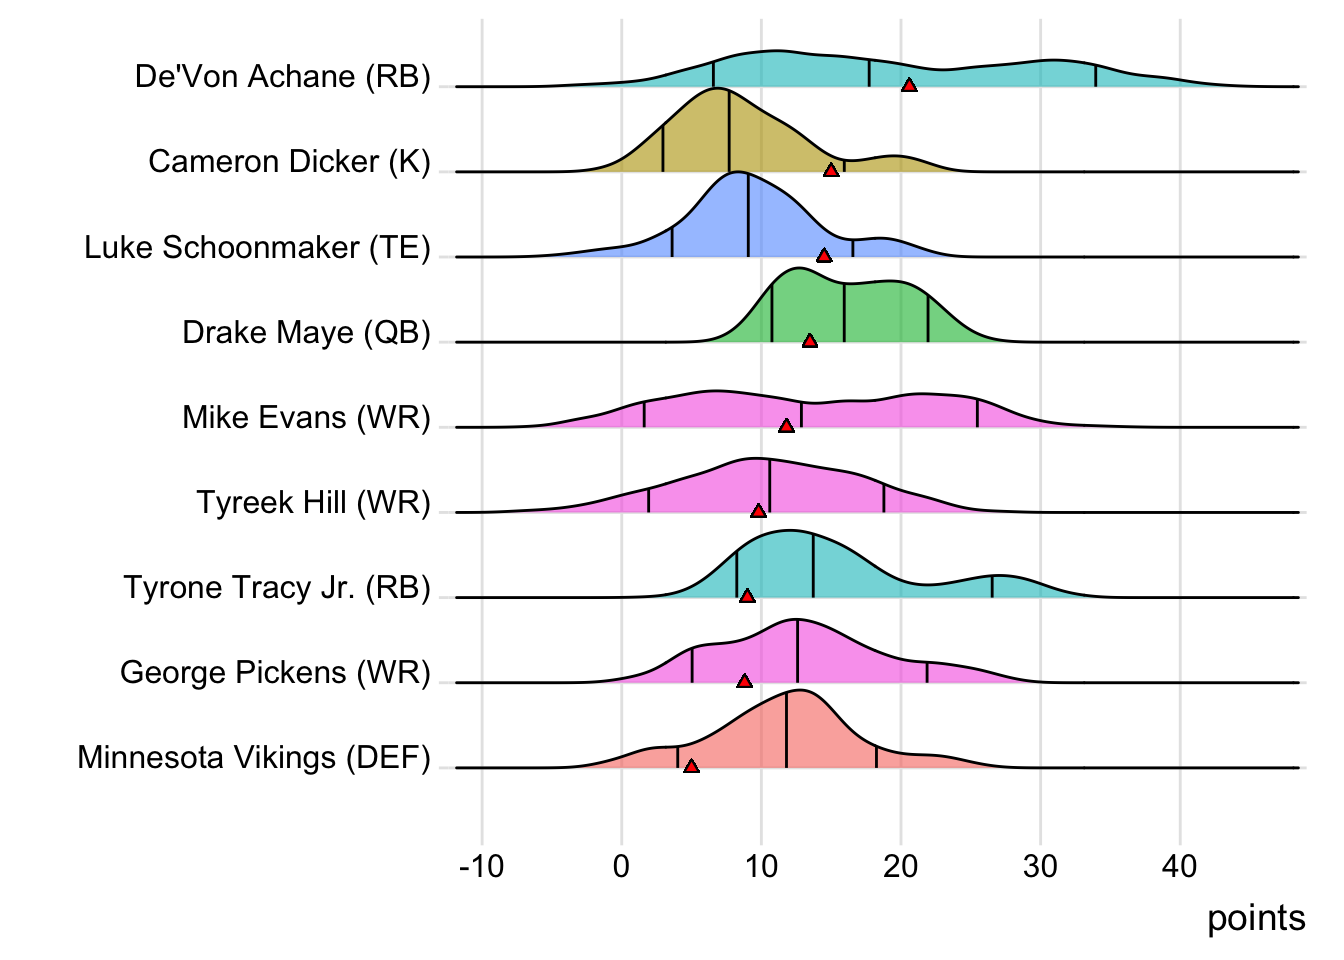 De'Von Achane (RB)
Cameron Dicker (K)
Luke Schoonmaker (TE)
Drake Maye (QB)
Mike Evans (WR)
Tyreek Hill (WR)
Tyrone Tracy Jr. (RB)
George Pickens (WR)
Minnesota Vikings (DEF)
-10 0 10 20 30 40
points